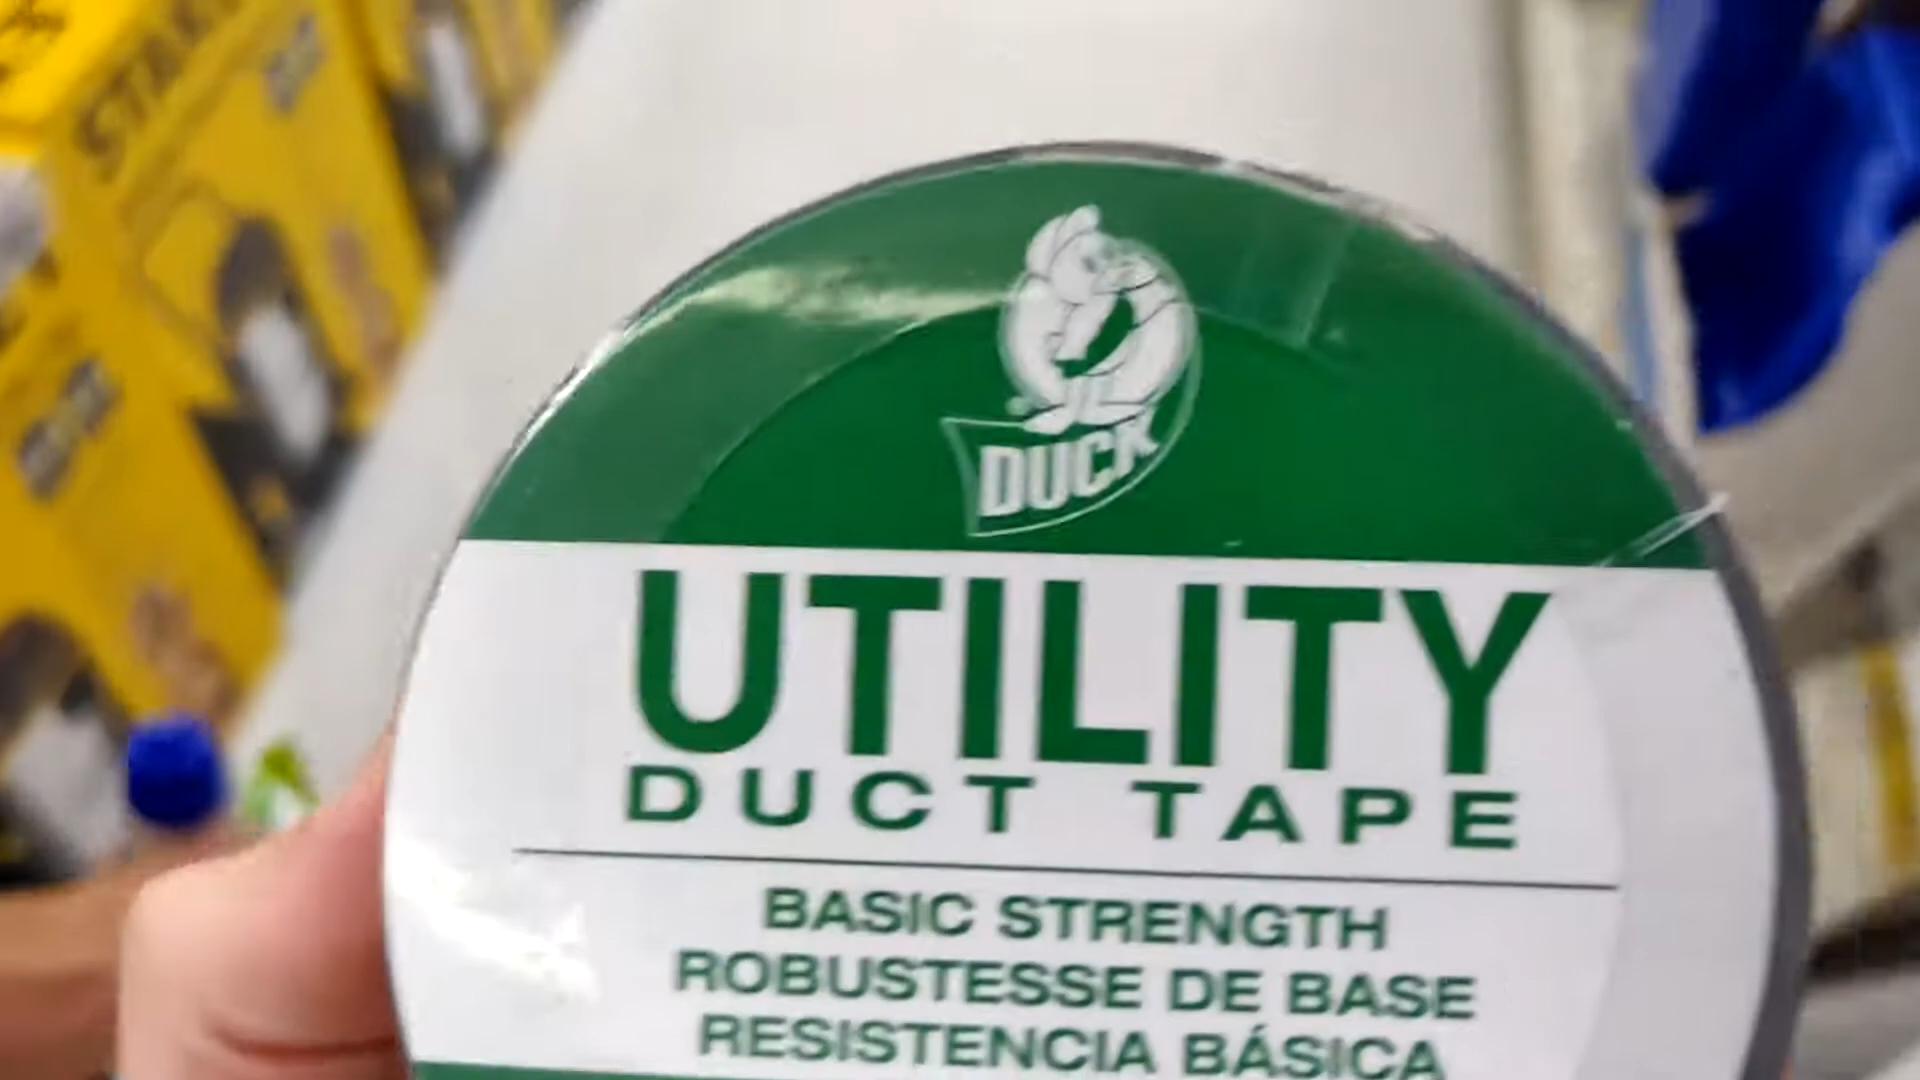 DUCK
UTILITY
DUCT TAPE
BASIC STRENGTH
ROBUSTESSE DE BASE
RESISTENCIA BÁSICA